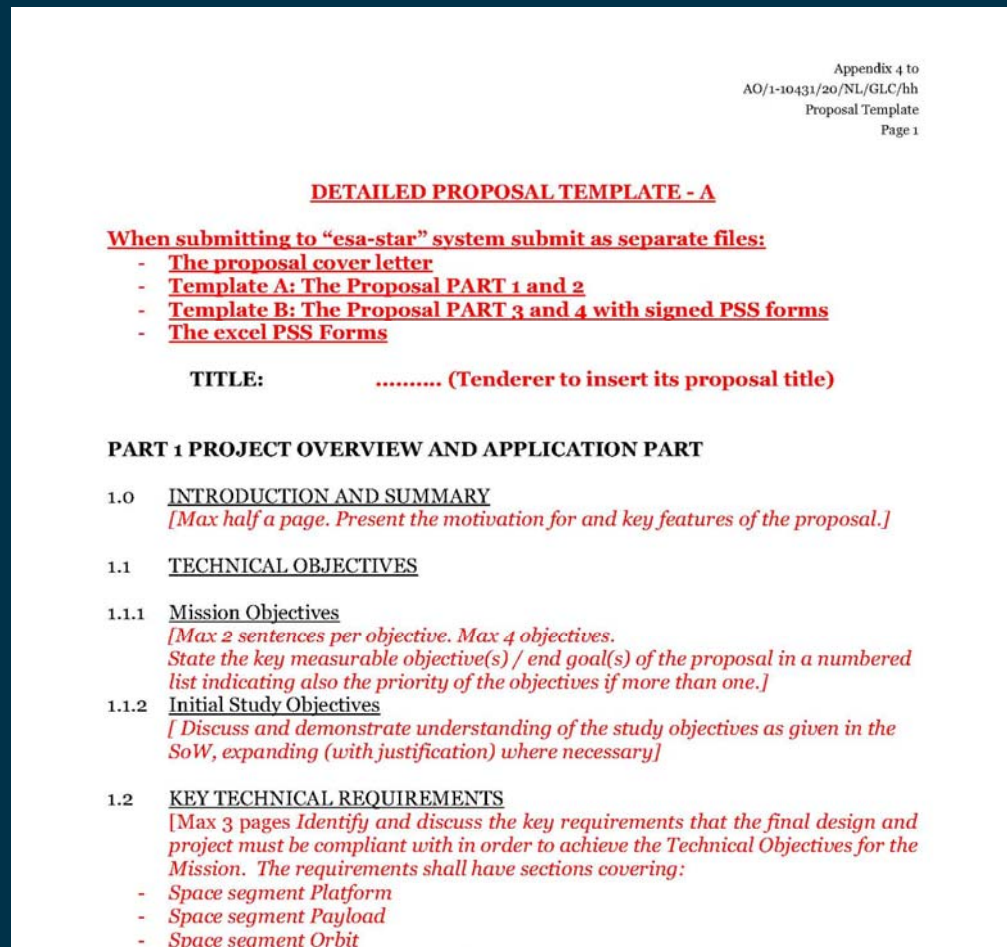 Appendix 4 to
AO/1-10431/20/NL/GLC/hh
Proposal Template
Page 1
DETAILED PROPOSAL TEMPLATE - A
When submitting to “esa-star” system submit as separate files:
- The proposal cover letter
- Template A: The Proposal PART 1 and 2
- Template B: The Proposal PART 3 and 4 with signed PSS forms
- The excel PSS Forms
TITLE: .......... (Tenderer to insert its proposal title)
PART 1 PROJECT OVERVIEW AND APPLICATION PART
1.0 INTRODUCTION AND SUMMARY
[Max half a page. Present the motivation for and key features of the proposal.]
1.1 TECHNICAL OBJECTIVES
1.1.1 Mission Objectives
[Max 2 sentences per objective. Max 4 objectives.
State the key measurable objective(s) / end goal(s) of the proposal in a numbered
list indicating also the priority of the objectives if more than one.]
1.1.2 Initial Study Objectives
[ Discuss and demonstrate understanding of the study objectives as given in the
SoW, expanding (with justification) where necessary]
1.2 KEY TECHNICAL REQUIREMENTS
[Max 3 pages Identify and discuss the key requirements that the final design and
project must be compliant with in order to achieve the Technical Objectives for the
Mission. The requirements shall have sections covering:
- Space segment Platform
- Space segment Payload
- Space segment Orbit